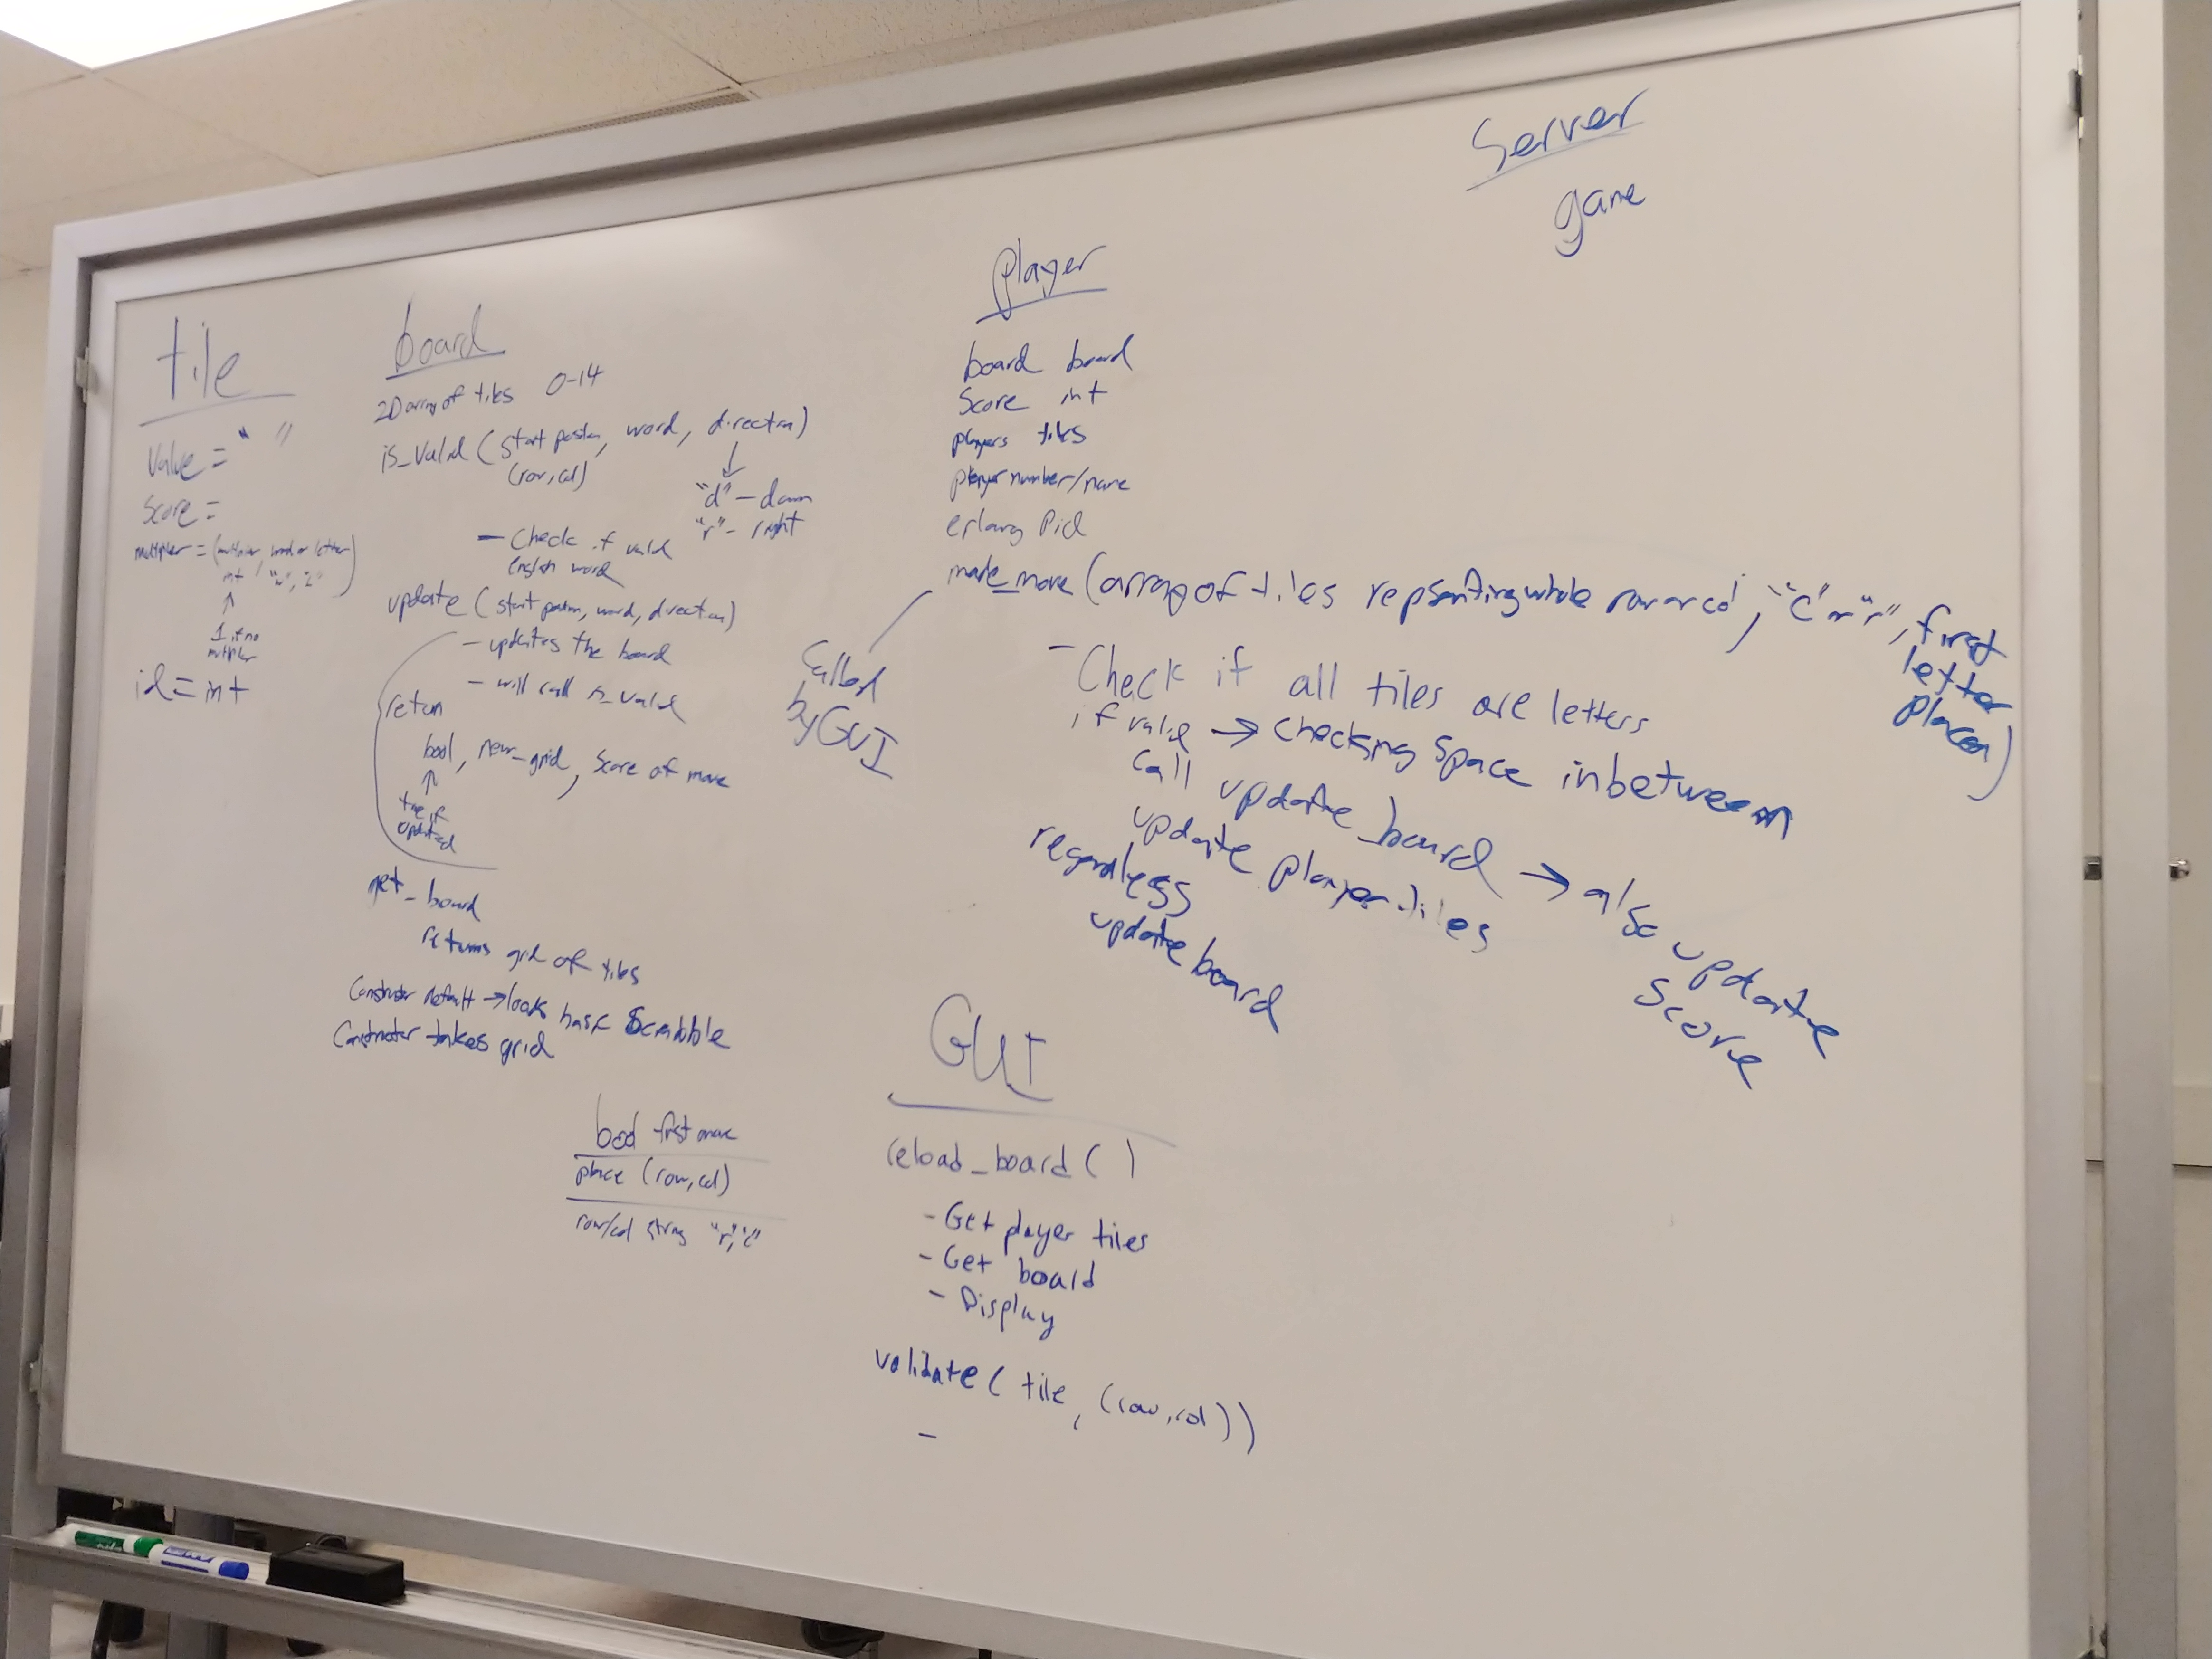 Server
game
tile
value = " "
score =
multiplier = (multiplier, word or letter)
int / "w", "L"
1 if no
multiplier
id = int
board
2D array of tiles 0-14
is_valid (start position, word, direction)
(row, col)
"d" - down
"r" - right
- Check if valid
English word
update (start position, word, direction)
- updates the board
- will call is_valid
return
bool, new_grid, score of move
true if
updated
get_board
returns grid of tiles
Constructor default → looks basic Scrabble
Constructor takes grid
bool first move
place (row, col)
row/col string "r", "c"
player
board board
Score int
players tiles
player number/name
erlang Pid
make_move (array of tiles repsenting whole row or col, "c" or "r", first
letter
placed)
Called
by GUI
- Check if all tiles are letters
if valid → checking space inbetween
call update_board → also update
score
update player tiles
regardless
update board
GUI
reload_board ( )
- Get player tiles
- Get board
- Display
validate ( tile, (row, col))
-